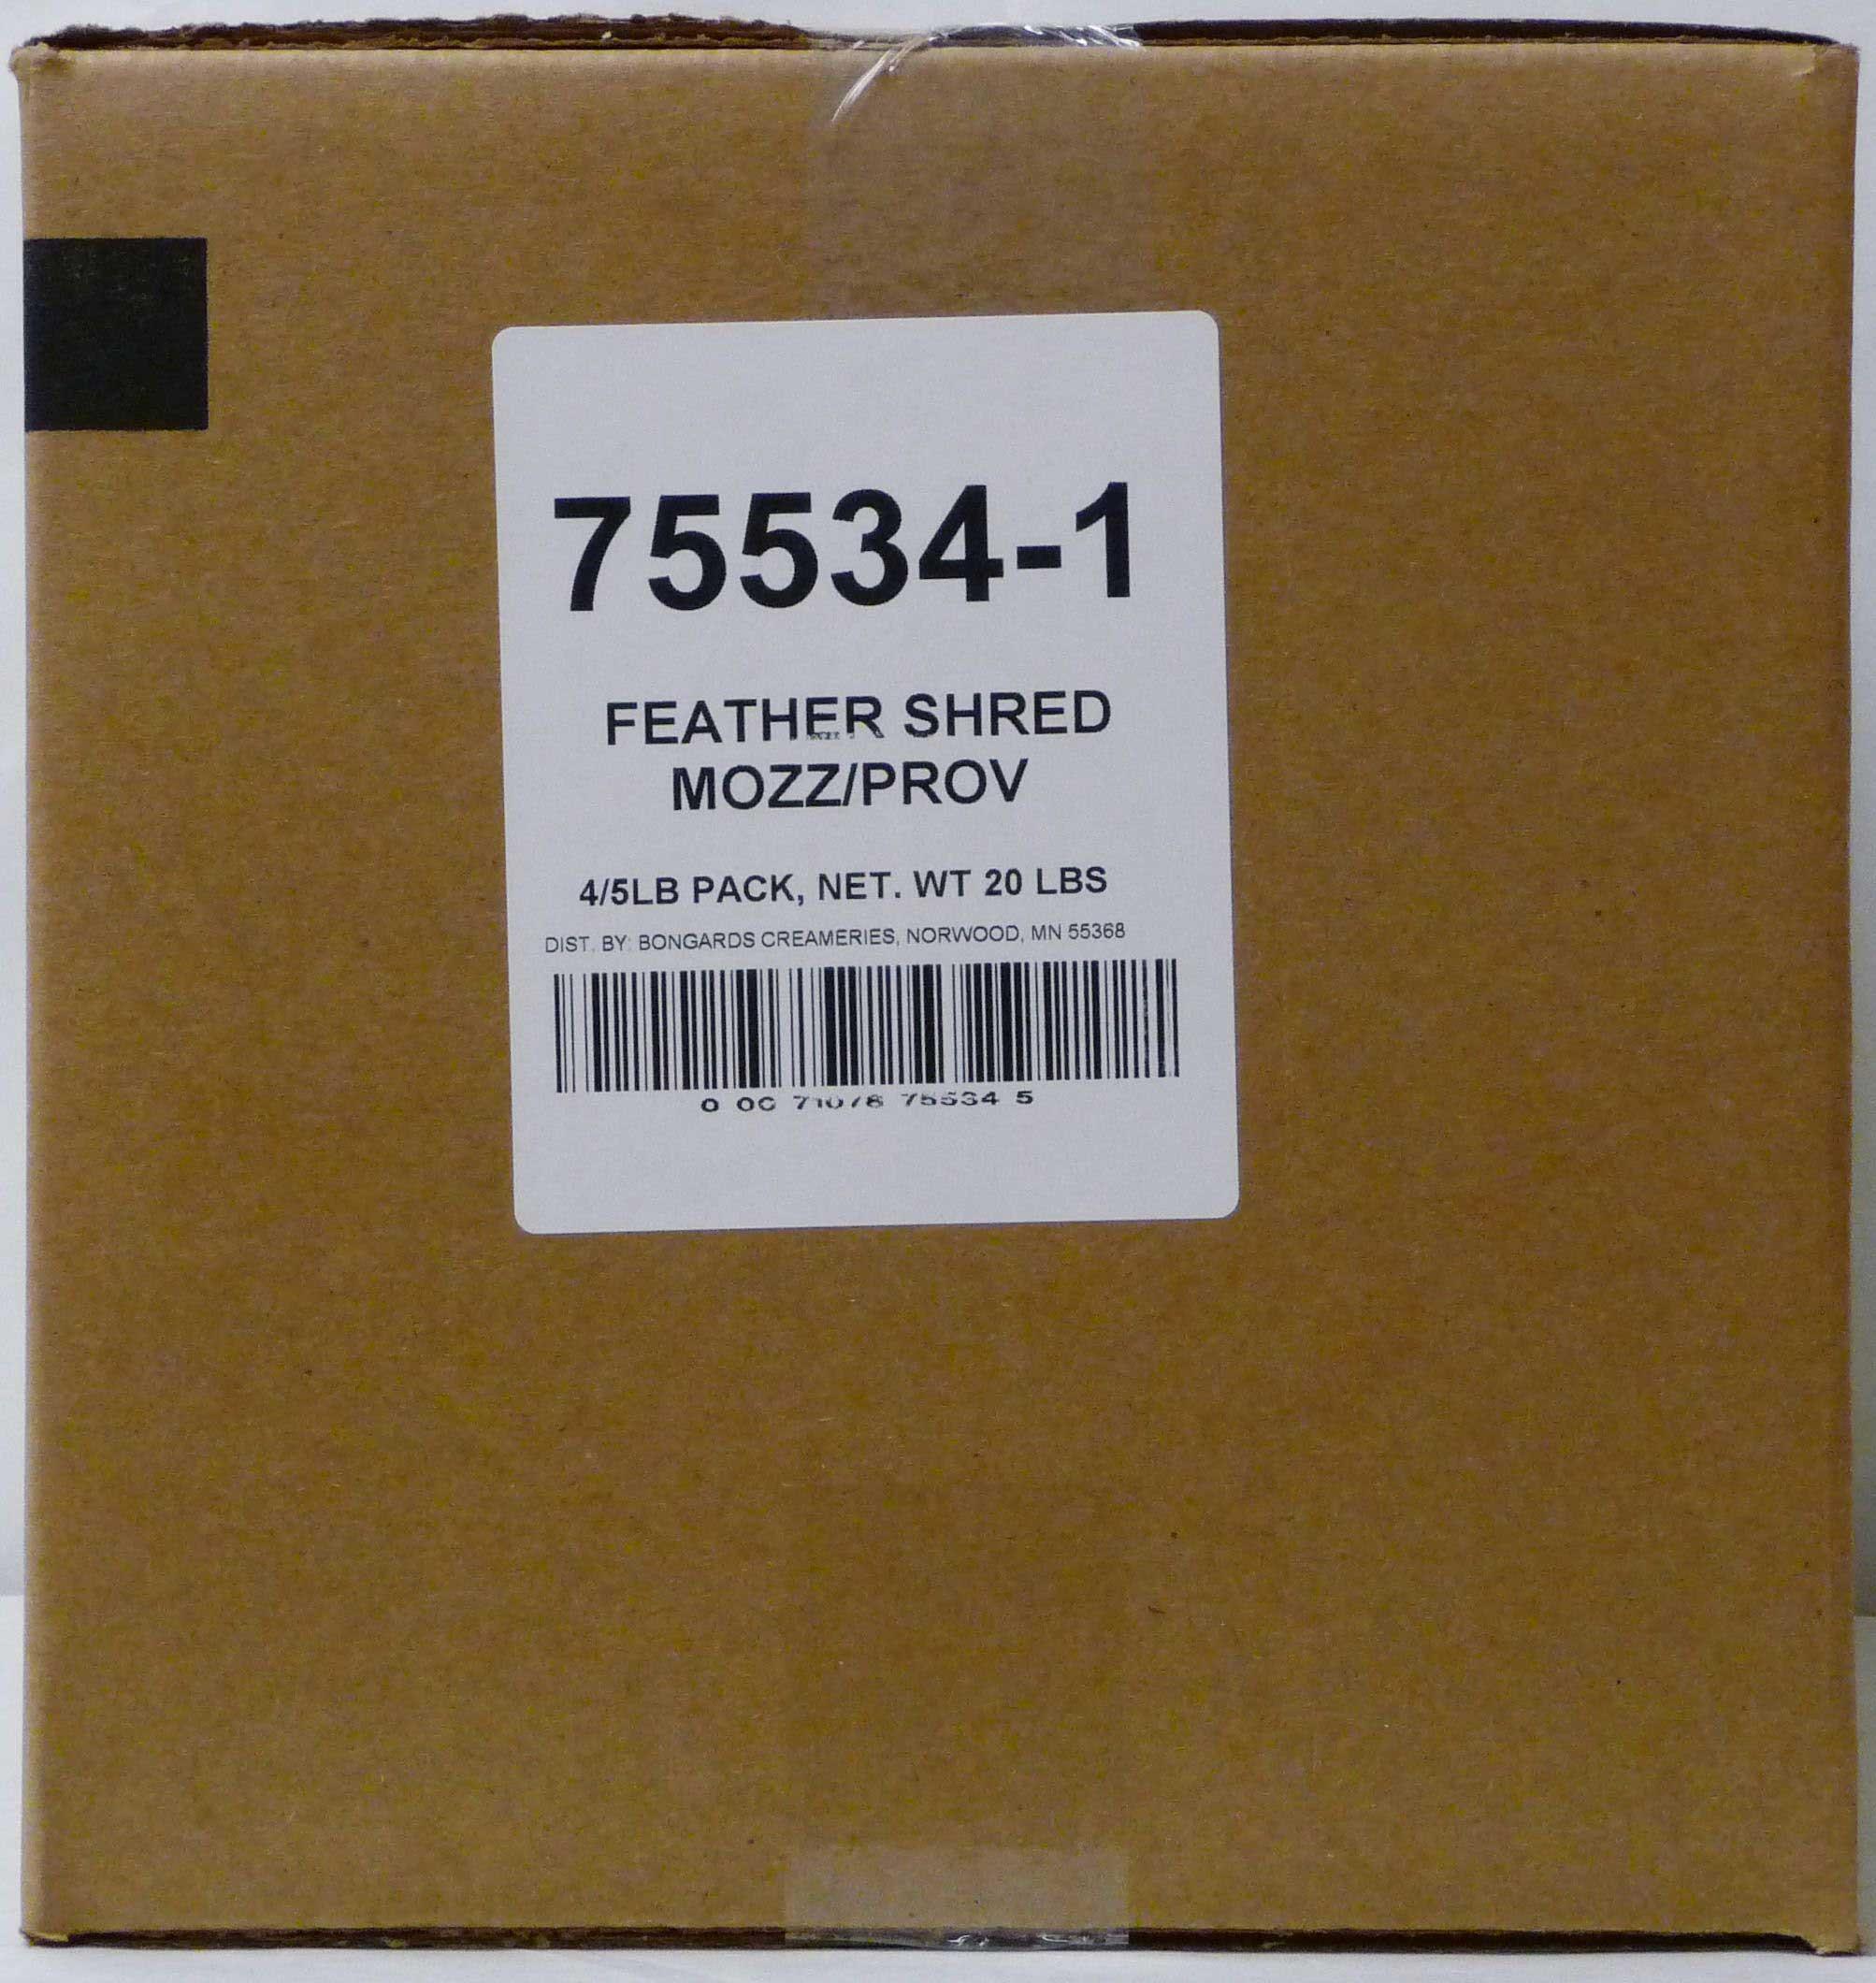 75534-1
FEATHER SHRED
MOZZ/PROV
4/5LB PACK, NET. WT 20 LBS
DIST. BY: BONGARDS CREAMERIES, NORWOOD, MN 55368
0 00 71078 75534 5